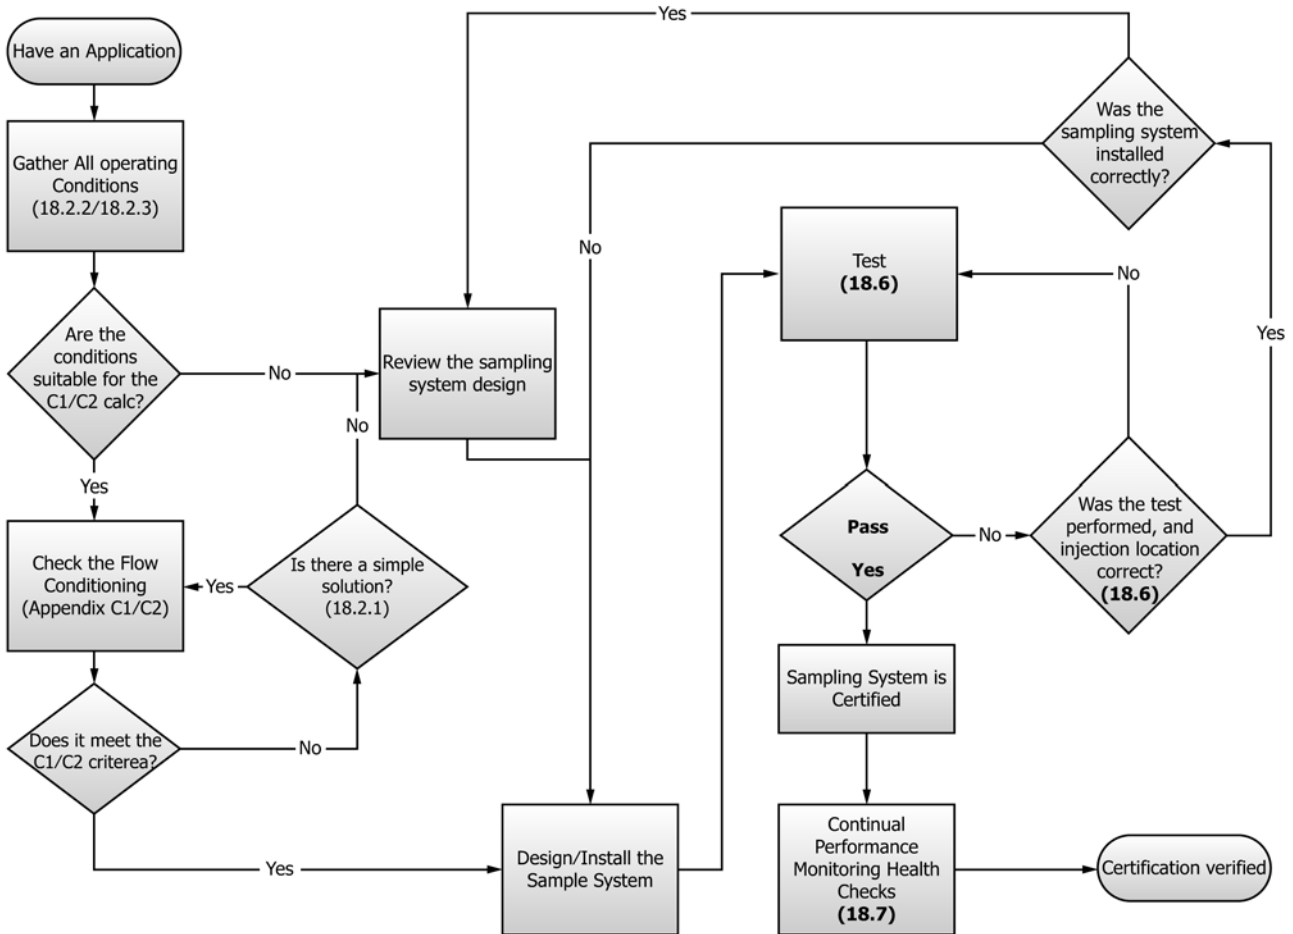 Have an Application
Gather All operating
Conditions
(18.2.2/18.2.3)
Are the
conditions
suitable for the
C1/C2 calc?
No
Yes
Check the Flow
Conditioning
(Appendix C1/C2)
Does it meet the
C1/C2 criterea?
No
Yes
Is there a simple
solution?
(18.2.1)
Yes
No
Review the sampling
system design
Design/Install the
Sample System
Test
(18.6)
Pass
Yes
No
Was the test
performed, and
injection location
correct?
(18.6)
No
Yes
Was the
sampling system
installed
correctly?
Yes
No
Sampling System is
Certified
Continual
Performance
Monitoring Health
Checks
(18.7)
Certification verified